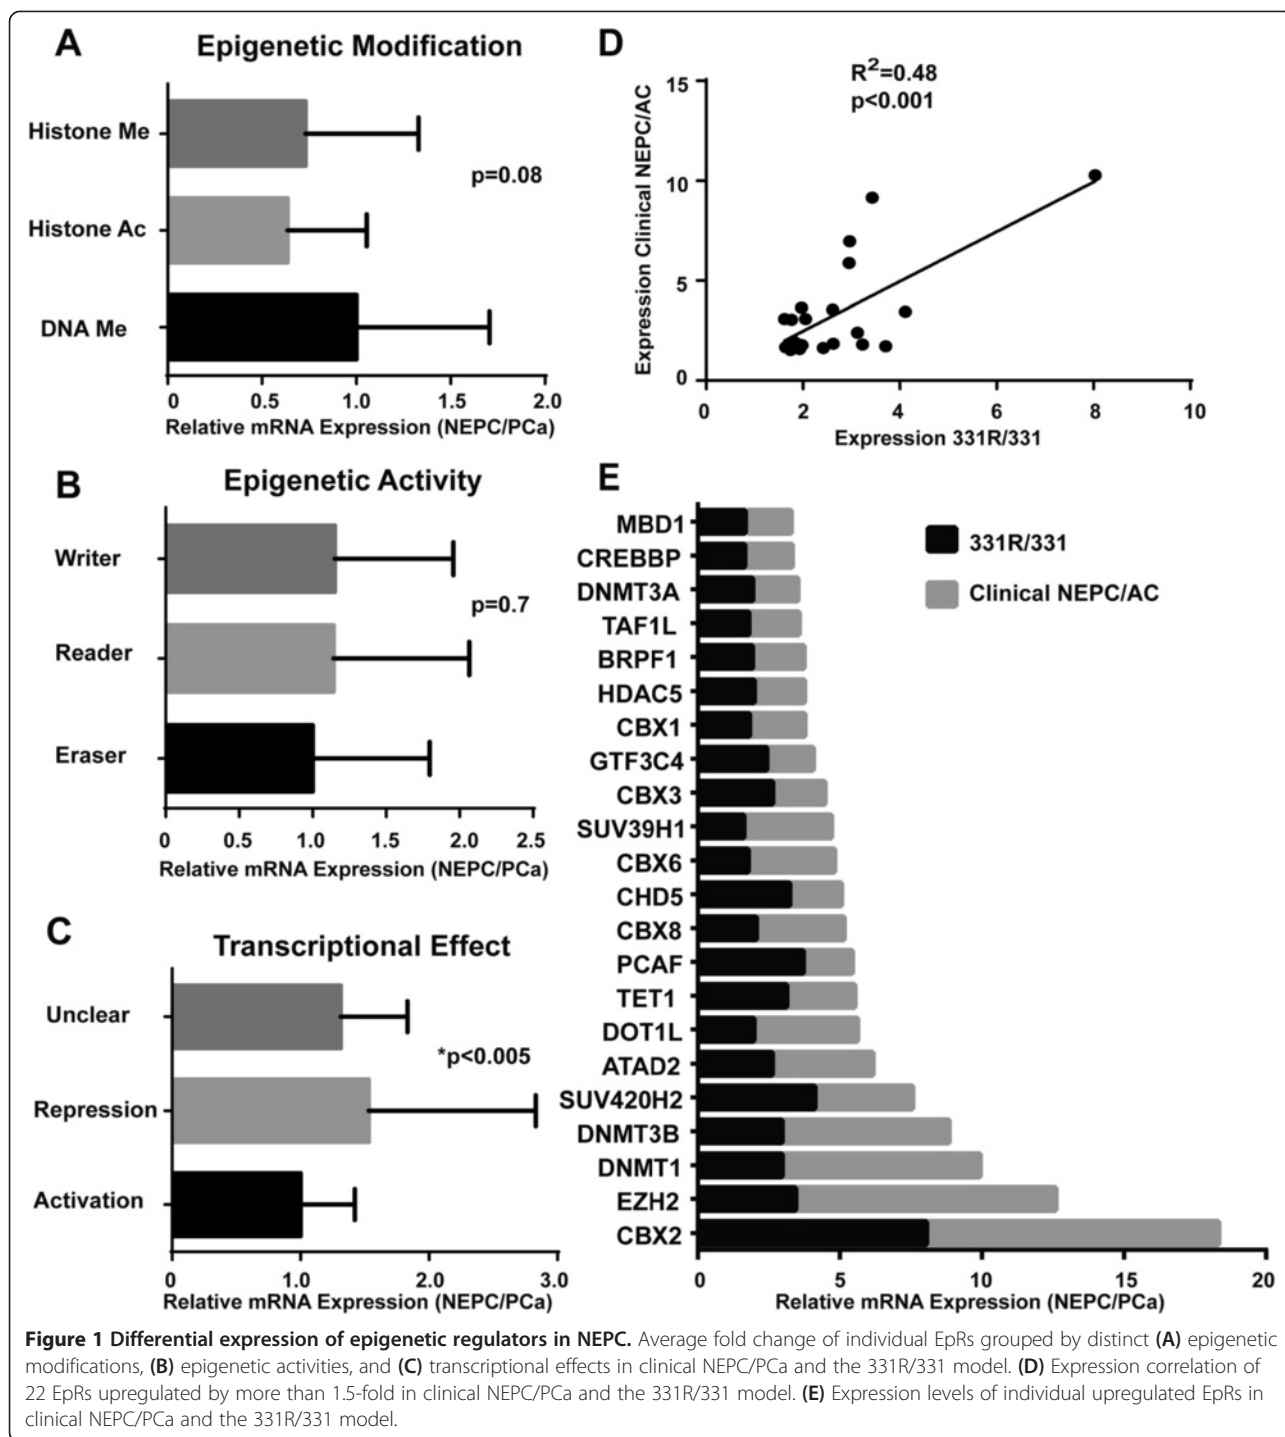 A
Epigenetic Modification
Histone Me
Histone Ac
DNA Me
p=0.08
0 0.5 1.0 1.5 2.0
Relative mRNA Expression (NEPC/PCa)
B
Epigenetic Activity
Writer
Reader
Eraser
p=0.7
0 0.5 1.0 1.5 2.0 2.5
Relative mRNA Expression (NEPC/PCa)
C
Transcriptional Effect
Unclear
Repression
Activation
*p<0.005
0 1.0 2.0 3.0
Relative mRNA Expression (NEPC/PCa)
D
R²=0.48
p<0.001
Expression Clinical NEPC/AC
15
10
5
0
0 2 4 6 8 10
Expression 331R/331
E
331R/331
Clinical NEPC/AC
MBD1
CREBBP
DNMT3A
TAF1L
BRPF1
HDAC5
CBX1
GTF3C4
CBX3
SUV39H1
CBX6
CHD5
CBX8
PCAF
TET1
DOT1L
ATAD2
SUV420H2
DNMT3B
DNMT1
EZH2
CBX2
0 5 10 15 20
Relative mRNA Expression (NEPC/PCa)
Figure 1 Differential expression of epigenetic regulators in NEPC. Average fold change of individual EpRs grouped by distinct (A) epigenetic
modifications, (B) epigenetic activities, and (C) transcriptional effects in clinical NEPC/PCa and the 331R/331 model. (D) Expression correlation of
22 EpRs upregulated by more than 1.5-fold in clinical NEPC/PCa and the 331R/331 model. (E) Expression levels of individual upregulated EpRs in
clinical NEPC/PCa and the 331R/331 model.